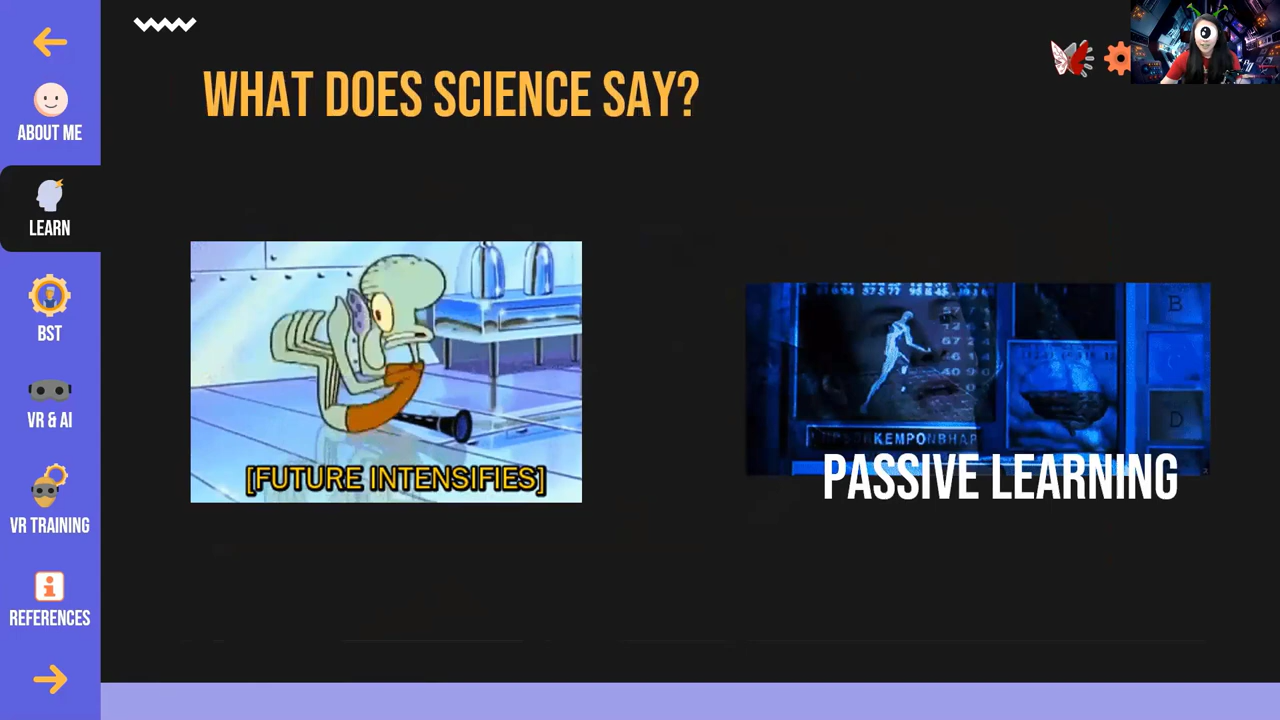 WHAT DOES SCIENCE SAY?
ABOUT ME
LEARN
BST
VR & AI
VR TRAINING
REFERENCES
[FUTURE INTENSIFIES]
B
D
PASSIVE LEARNING